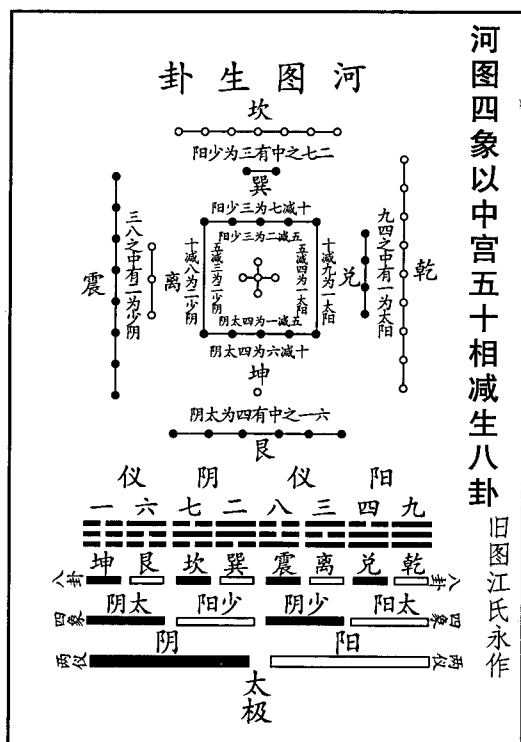 河图四象以中宫五十相减生八卦
旧图江氏永作
河图生卦
坎
二七之中有三为少阳
巽
十减七为三少阳
五减二为三少阳
乾
九四之中有一为太阳
兑
十减九为一太阳
五减四为一太阳
五减三为二少阴
十减八为二少阴
离
三八之中有二为少阴
震
五减一为四太阴
十减六为四太阴
坤
六一之中有四为太阴
艮
阳仪阴仪
九四三八二七六一
八卦 乾兑离震巽坎艮坤 八卦
四象 太阳 少阴 少阳 太阴 四象
两仪 阳 阴 两仪
太极